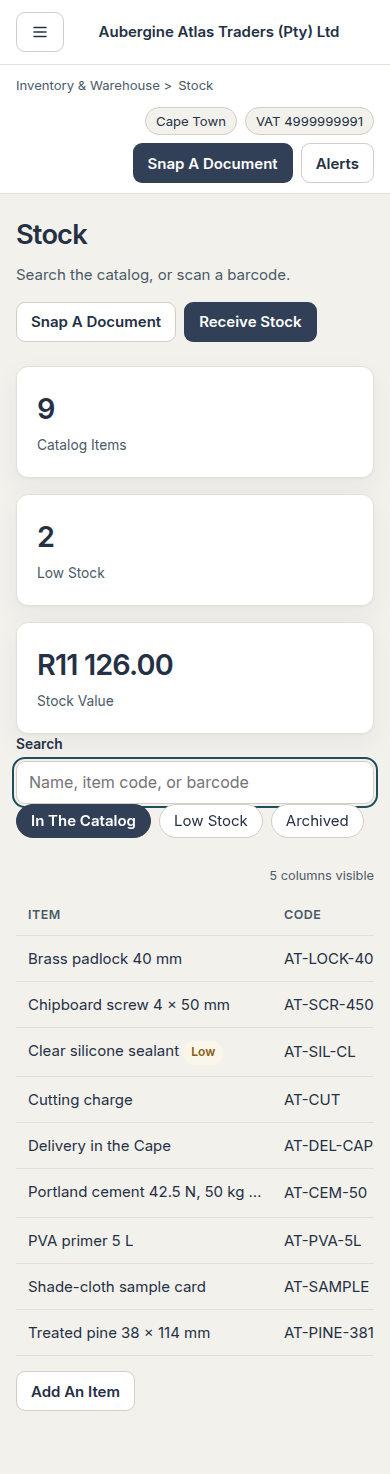 Aubergine Atlas Traders (Pty) Ltd
Inventory & Warehouse > Stock
Cape Town VAT 4999999991
Snap A Document Alerts
Stock
Search the catalog, or scan a barcode.
Snap A Document Receive Stock
9
Catalog Items
2
Low Stock
R11 126.00
Stock Value
Search
Name, item code, or barcode
In The Catalog Low Stock Archived
5 columns visible
ITEM CODE
Brass padlock 40 mm AT-LOCK-40
Chipboard screw 4 × 50 mm AT-SCR-450
Clear silicone sealant Low AT-SIL-CL
Cutting charge AT-CUT
Delivery in the Cape AT-DEL-CAP
Portland cement 42.5 N, 50 kg ... AT-CEM-50
PVA primer 5 L AT-PVA-5L
Shade-cloth sample card AT-SAMPLE
Treated pine 38 × 114 mm AT-PINE-381
Add An Item